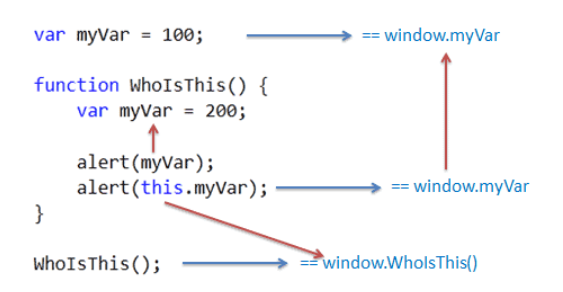 var myVar = 100; == window.myVar
function WhoIsThis() {
var myVar = 200;
alert(myVar);
alert(this.myVar); == window.myVar
}
WhoIsThis(); == window.WhoIsThis()